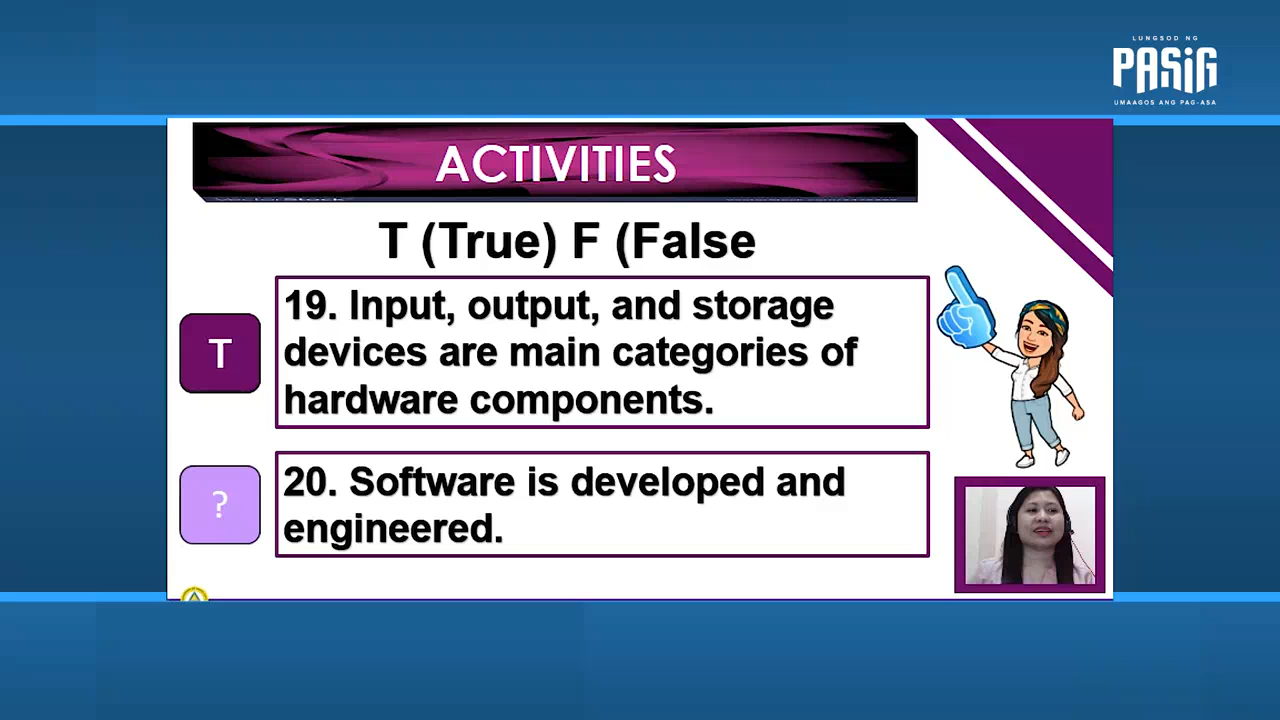 LUNGSOD NG
PASIG
UMAAGOS ANG PAG-ASA
ACTIVITIES
T (True) F (False
T
19. Input, output, and storage
devices are main categories of
hardware components.
?
20. Software is developed and
engineered.